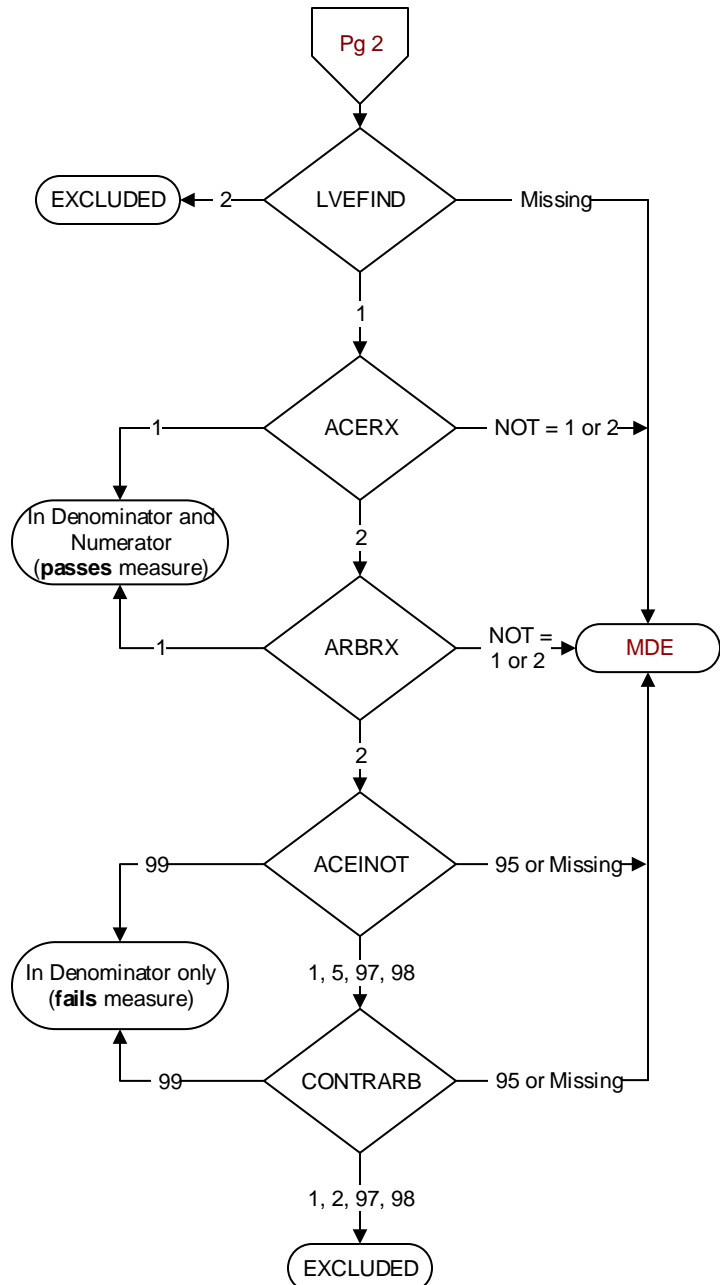 Pg 2
EXCLUDED
2
LVEFIND
Missing
1
1
ACERX
NOT = 1 or 2
In Denominator and
Numerator
(passes measure)
2
1
ARBRX
NOT =
1 or 2
MDE
2
99
ACEINOT
95 or Missing
In Denominator only
(fails measure)
1, 5, 97, 98
99
CONTRARB
95 or Missing
1, 2, 97, 98
EXCLUDED